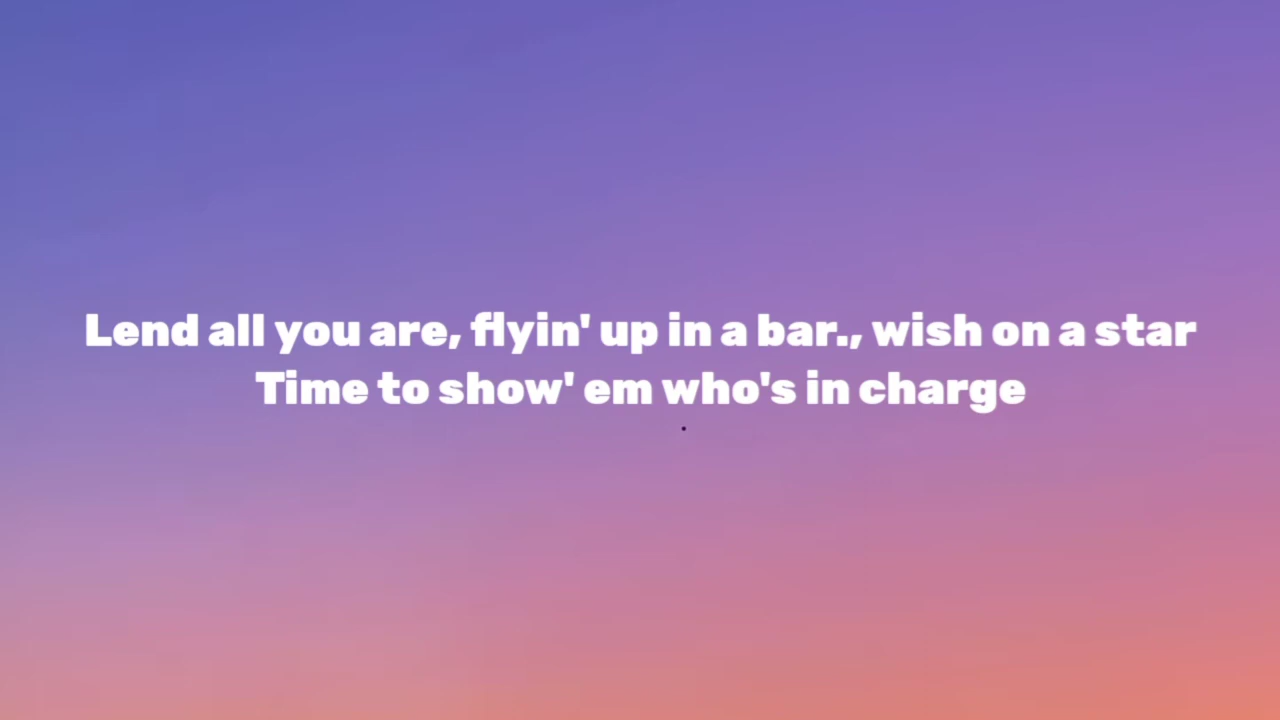 Lend all you are, flyin' up in a bar., wish on a star
Time to show' em who's in charge